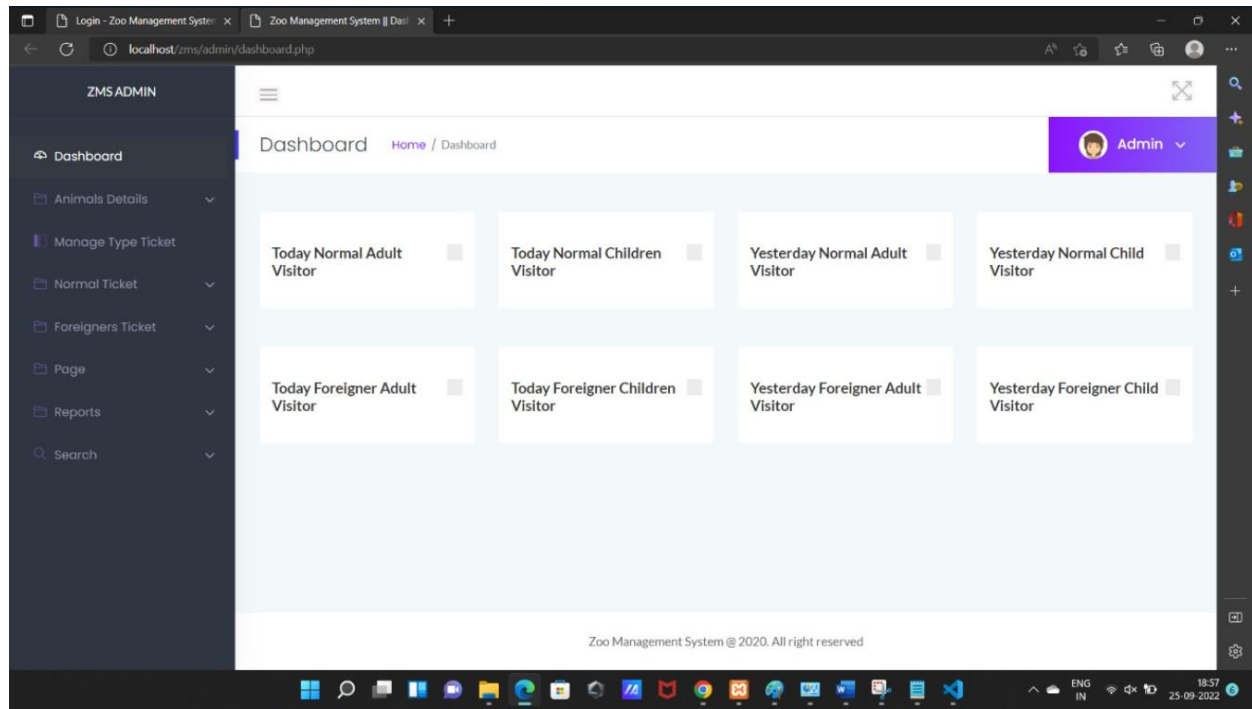 Login - Zoo Management System
Zoo Management System || Das
localhost/zms/admin/dashboard.php
ZMS ADMIN
Dashboard
Home / Dashboard
Admin
Dashboard
Animals Details
Manage Type Ticket
Normal Ticket
Foreigners Ticket
Page
Reports
Search
Today Normal Adult
Visitor
Today Normal Children
Visitor
Yesterday Normal Adult
Visitor
Yesterday Normal Child
Visitor
Today Foreigner Adult
Visitor
Today Foreigner Children
Visitor
Yesterday Foreigner Adult
Visitor
Yesterday Foreigner Child
Visitor
Zoo Management System @ 2020. All right reserved
ENG
IN
18:57
25-09-2022